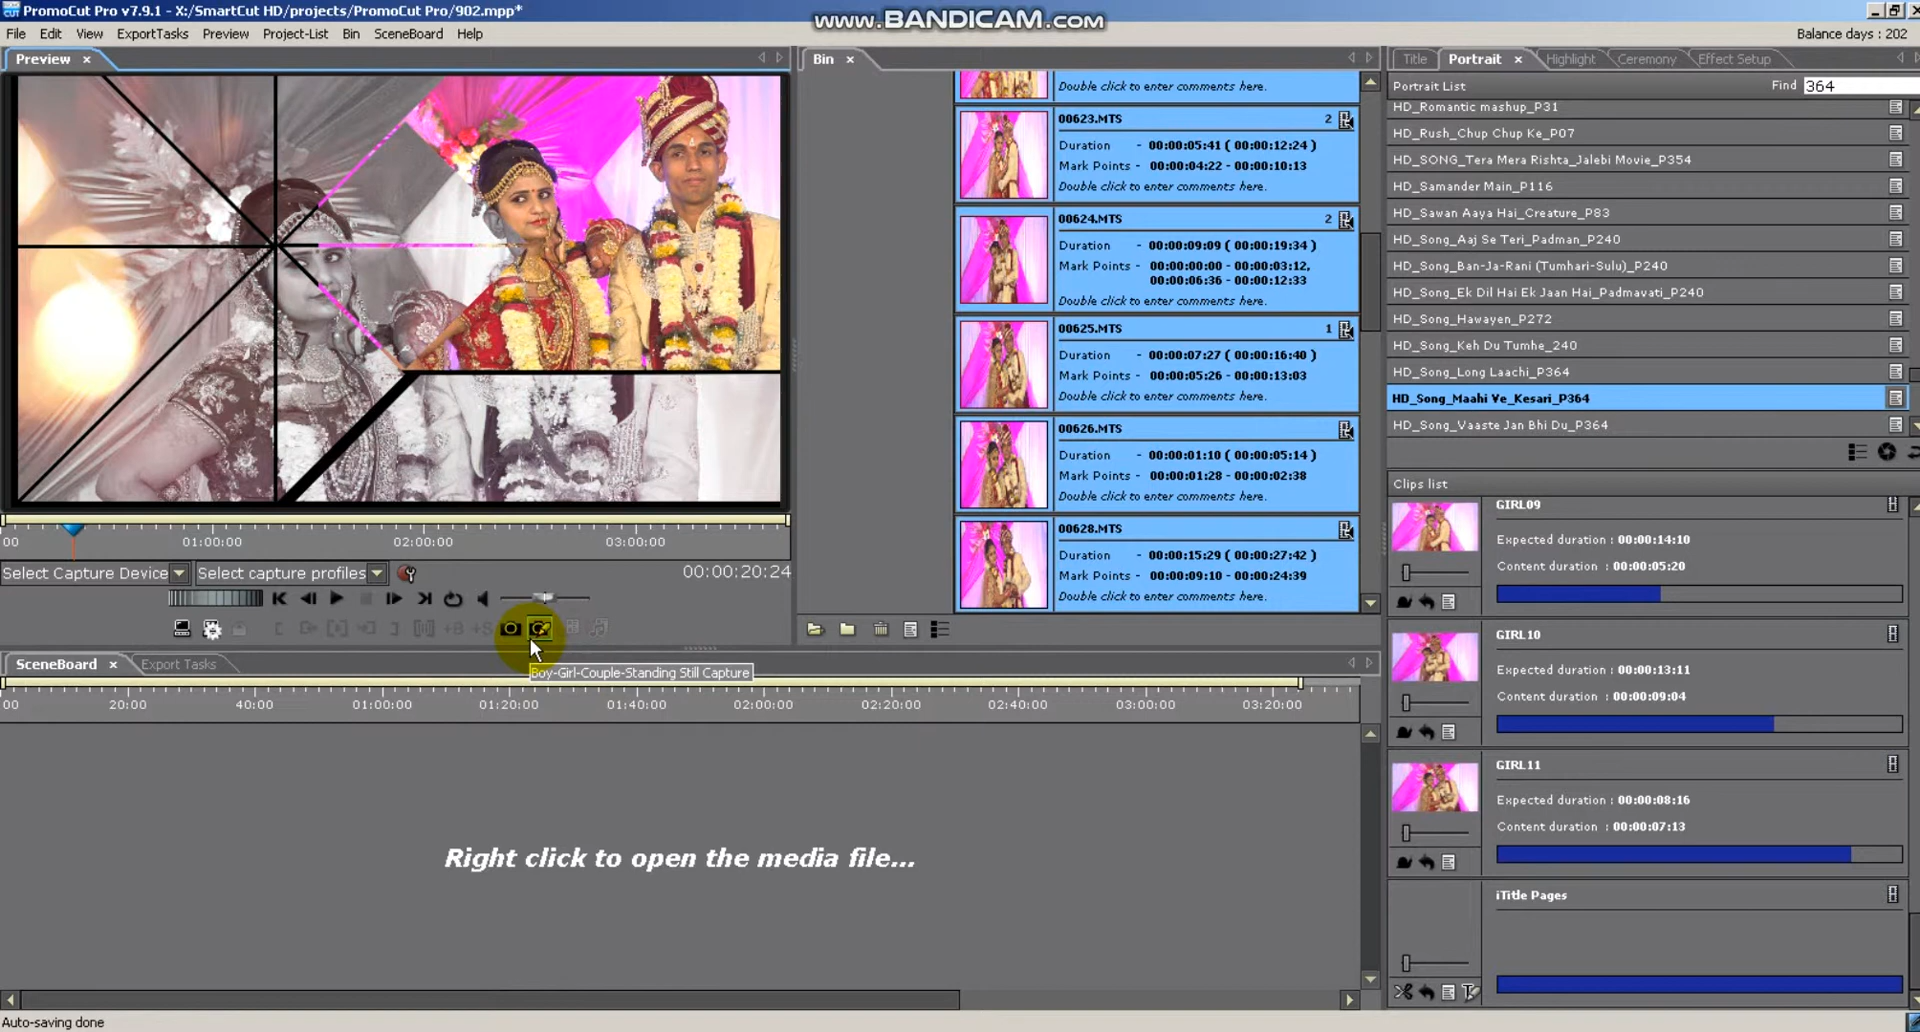 PromoCut Pro v7.9.1 - X:/SmartCut HD/projects/PromoCut Pro/902.mpp*
www.BANDICAM.com
File Edit View ExportTasks Preview Project-List Bin SceneBoard Help
Balance days : 202
Preview
Bin
Title Portrait Highlight Ceremony Effect Setup
Portrait List
Find 364
HD_Romantic mashup_P31
HD_Rush_Chup Chup Ke_P07
HD_SONG_Tera Mera Rishta_Jalebi Movie_P354
HD_Samander Main_P116
HD_Sawan Aaya Hai_Creature_P83
HD_Song_Aaj Se Teri_Padman_P240
HD_Song_Ban-Ja-Rani (Tumhari-Sulu)_P240
HD_Song_Ek Dil Hai Ek Jaan Hai_Padmavati_P240
HD_Song_Hawayen_P272
HD_Song_Keh Du Tumhe_240
HD_Song_Long Laachi_P364
HD_Song_Maahi Ve_Kesari_P364
HD_Song_Vaaste Jan Bhi Du_P364
Double click to enter comments here.
00623.MTS 2
Duration - 00:00:05:41 ( 00:00:12:24 )
Mark Points - 00:00:04:22 - 00:00:10:13
Double click to enter comments here.
00624.MTS 2
Duration - 00:00:09:09 ( 00:00:19:34 )
Mark Points - 00:00:00:00 - 00:00:03:12,
00:00:06:36 - 00:00:12:33
Double click to enter comments here.
00625.MTS 1
Duration - 00:00:07:27 ( 00:00:16:40 )
Mark Points - 00:00:05:26 - 00:00:13:03
Double click to enter comments here.
00626.MTS
Duration - 00:00:01:10 ( 00:00:05:14 )
Mark Points - 00:00:01:28 - 00:00:02:38
Double click to enter comments here.
00628.MTS
Duration - 00:00:15:29 ( 00:00:27:42 )
Mark Points - 00:00:09:10 - 00:00:24:39
Double click to enter comments here.
00 01:00:00 02:00:00 03:00:00
Select Capture Device Select capture profiles 00:00:20:24
Boy-Girl-Couple-Standing Still Capture
Clips list
GIRL09
Expected duration : 00:00:14:10
Content duration : 00:00:05:20
GIRL10
Expected duration : 00:00:13:11
Content duration : 00:00:09:04
GIRL11
Expected duration : 00:00:08:16
Content duration : 00:00:07:13
iTitle Pages
SceneBoard Export Tasks
00 20:00 40:00 01:00:00 01:20:00 01:40:00 02:00:00 02:20:00 02:40:00 03:00:00 03:20:00
Right click to open the media file...
Auto-saving done